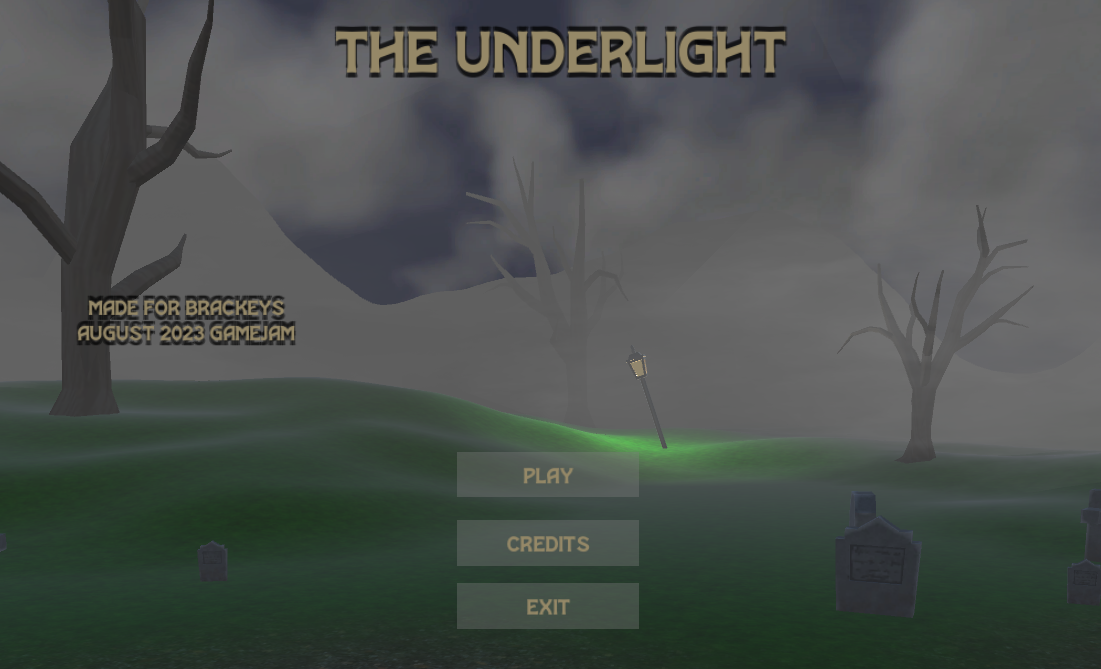 THE UNDERLIGHT
MADE FOR BRACKEYS
AUGUST 2023 GAMEJAM
PLAY
CREDITS
EXIT